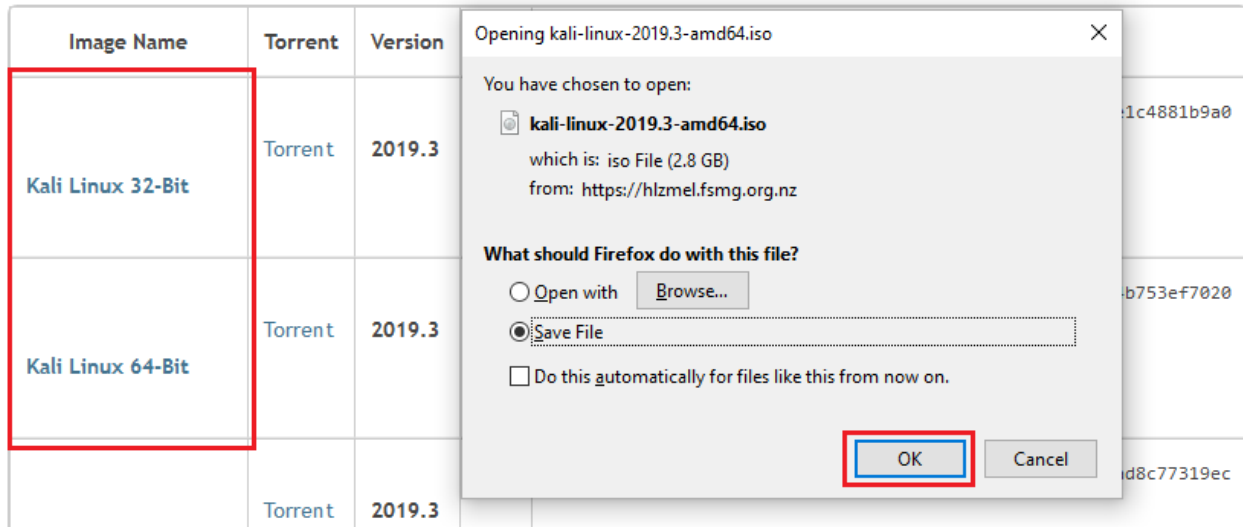 Image Name Torrent Version
Opening kali-linux-2019.3-amd64.iso
You have chosen to open:
kali-linux-2019.3-amd64.iso
which is: iso File (2.8 GB)
from: https://hlzmel.fsmg.org.nz
What should Firefox do with this file?
Open with Browse...
Save File
Do this automatically for files like this from now on.
OK Cancel
Kali Linux 32-Bit Torrent 2019.3
1c4881b9a0
Kali Linux 64-Bit Torrent 2019.3
b753ef7020
Torrent 2019.3
d8c77319ec